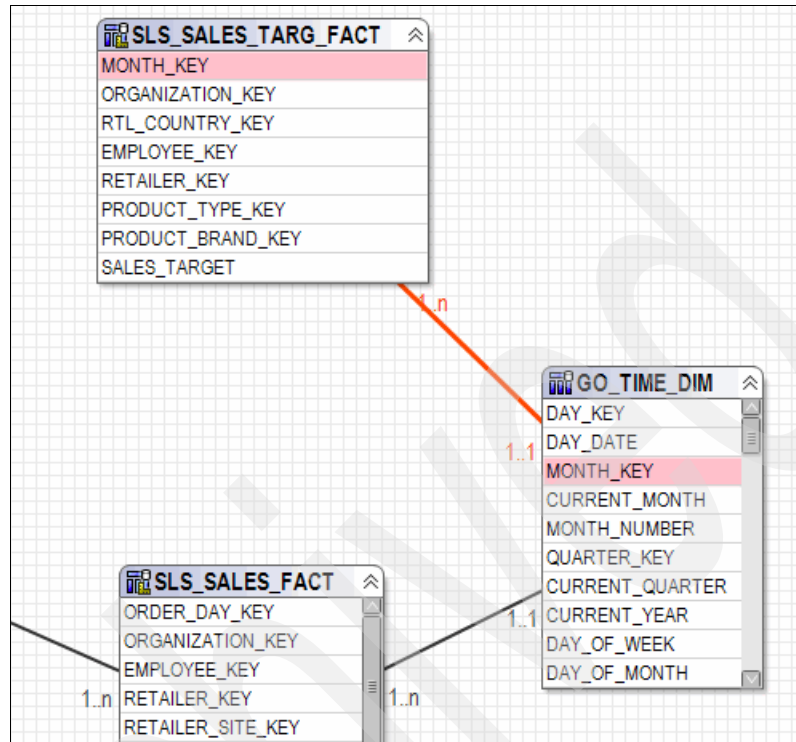 SLS_SALES_TARG_FACT
MONTH_KEY
ORGANIZATION_KEY
RTL_COUNTRY_KEY
EMPLOYEE_KEY
RETAILER_KEY
PRODUCT_TYPE_KEY
PRODUCT_BRAND_KEY
SALES_TARGET
1..n
1..1
GO_TIME_DIM
DAY_KEY
DAY_DATE
MONTH_KEY
CURRENT_MONTH
MONTH_NUMBER
QUARTER_KEY
CURRENT_QUARTER
CURRENT_YEAR
DAY_OF_WEEK
DAY_OF_MONTH
1..1
1..n
SLS_SALES_FACT
ORDER_DAY_KEY
ORGANIZATION_KEY
EMPLOYEE_KEY
RETAILER_KEY
RETAILER_SITE_KEY
1..n